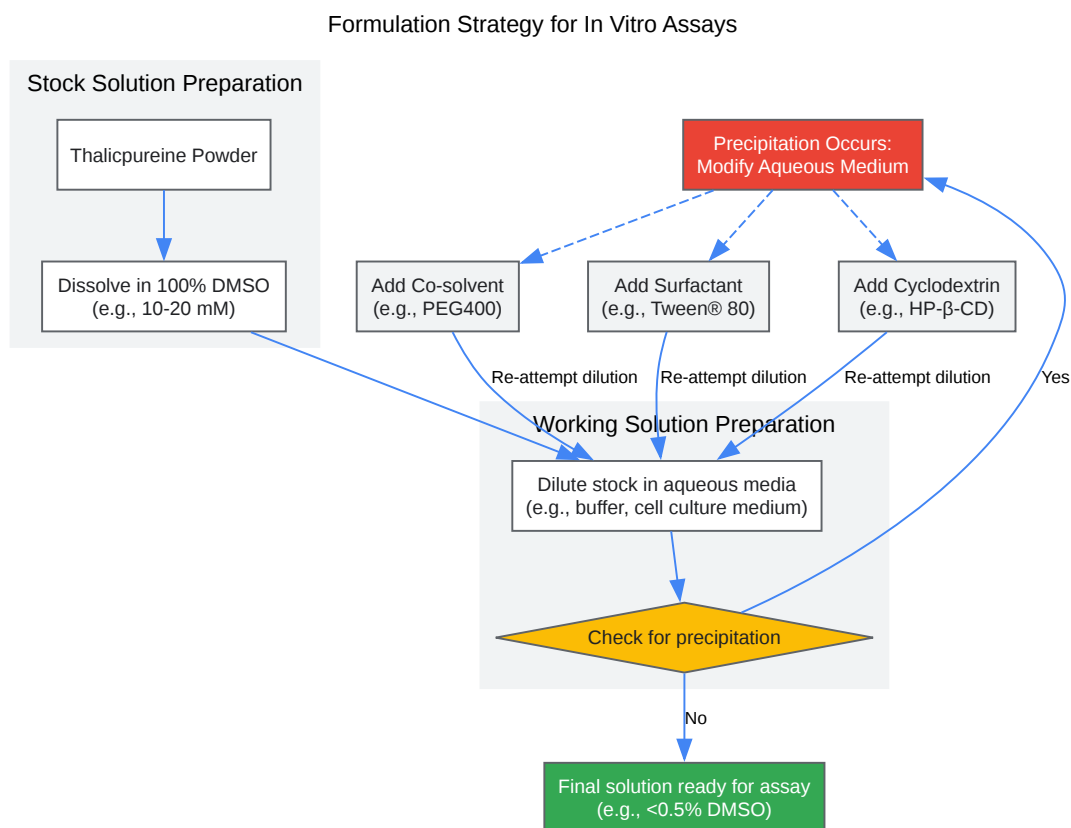 Formulation Strategy for In Vitro Assays
Stock Solution Preparation
Thalicpureine Powder
Precipitation Occurs:
Modify Aqueous Medium
Dissolve in 100% DMSO
(e.g., 10-20 mM)
Add Co-solvent
(e.g., PEG400)
Add Surfactant
(e.g., Tween® 80)
Add Cyclodextrin
(e.g., HP-β-CD)
Re-attempt dilution
Re-attempt dilution
Re-attempt dilution
Yes
Working Solution Preparation
Dilute stock in aqueous media
(e.g., buffer, cell culture medium)
Check for precipitation
No
Final solution ready for assay
(e.g., <0.5% DMSO)